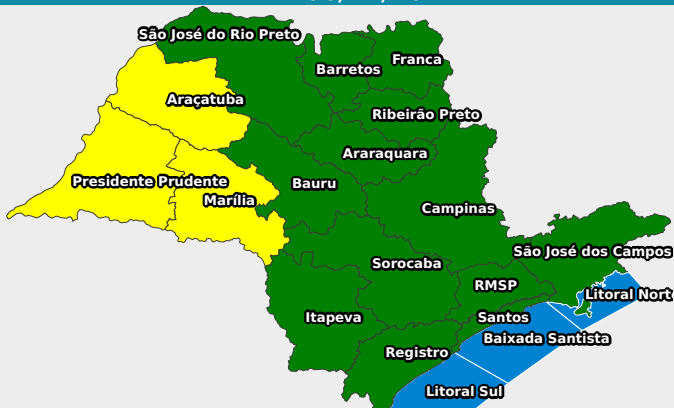 São José do Rio Preto
Franca
Barretos
Araçatuba
Ribeirão Preto
Araraquara
Presidente Prudente
Bauru
Marília
Campinas
São José dos Campos
Sorocaba
RMSP
Litoral Nort
Itapeva
Santos
Baixada Santista
Registro
Litoral Sul